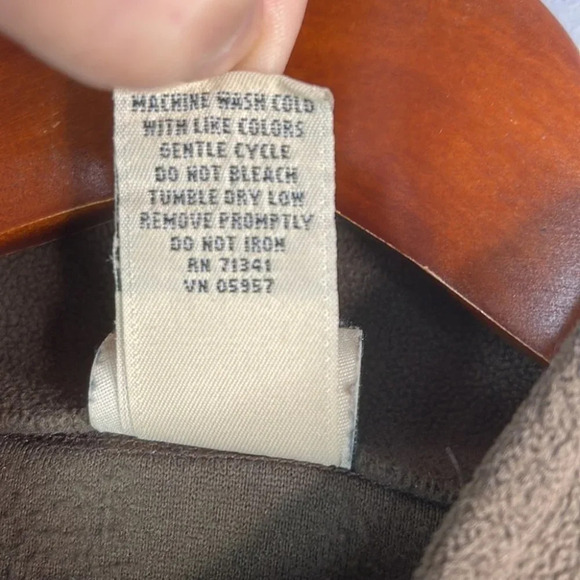 MACHINE WASH COLD
WITH LIKE COLORS
GENTLE CYCLE
DO NOT BLEACH
TUMBLE DRY LOW
REMOVE PROMPTLY
DO NOT IRON
RN 71341
VN 05957